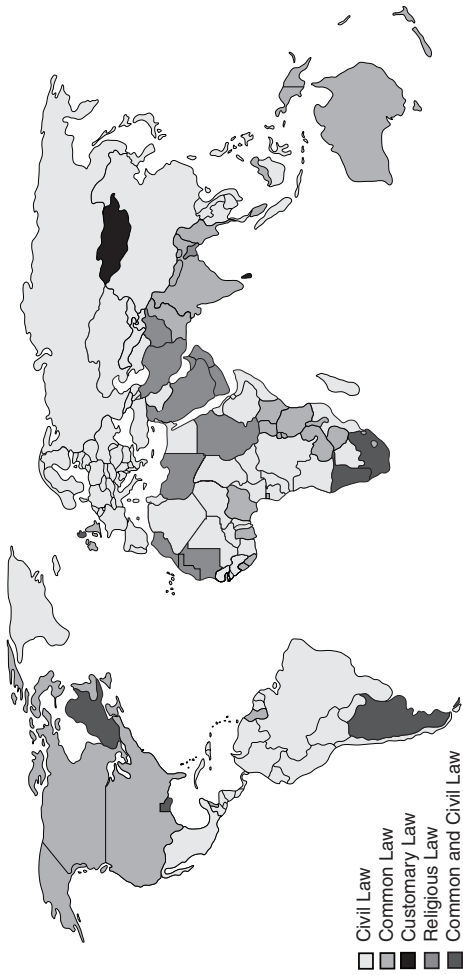 Civil Law
Common Law
Customary Law
Religious Law
Common and Civil Law